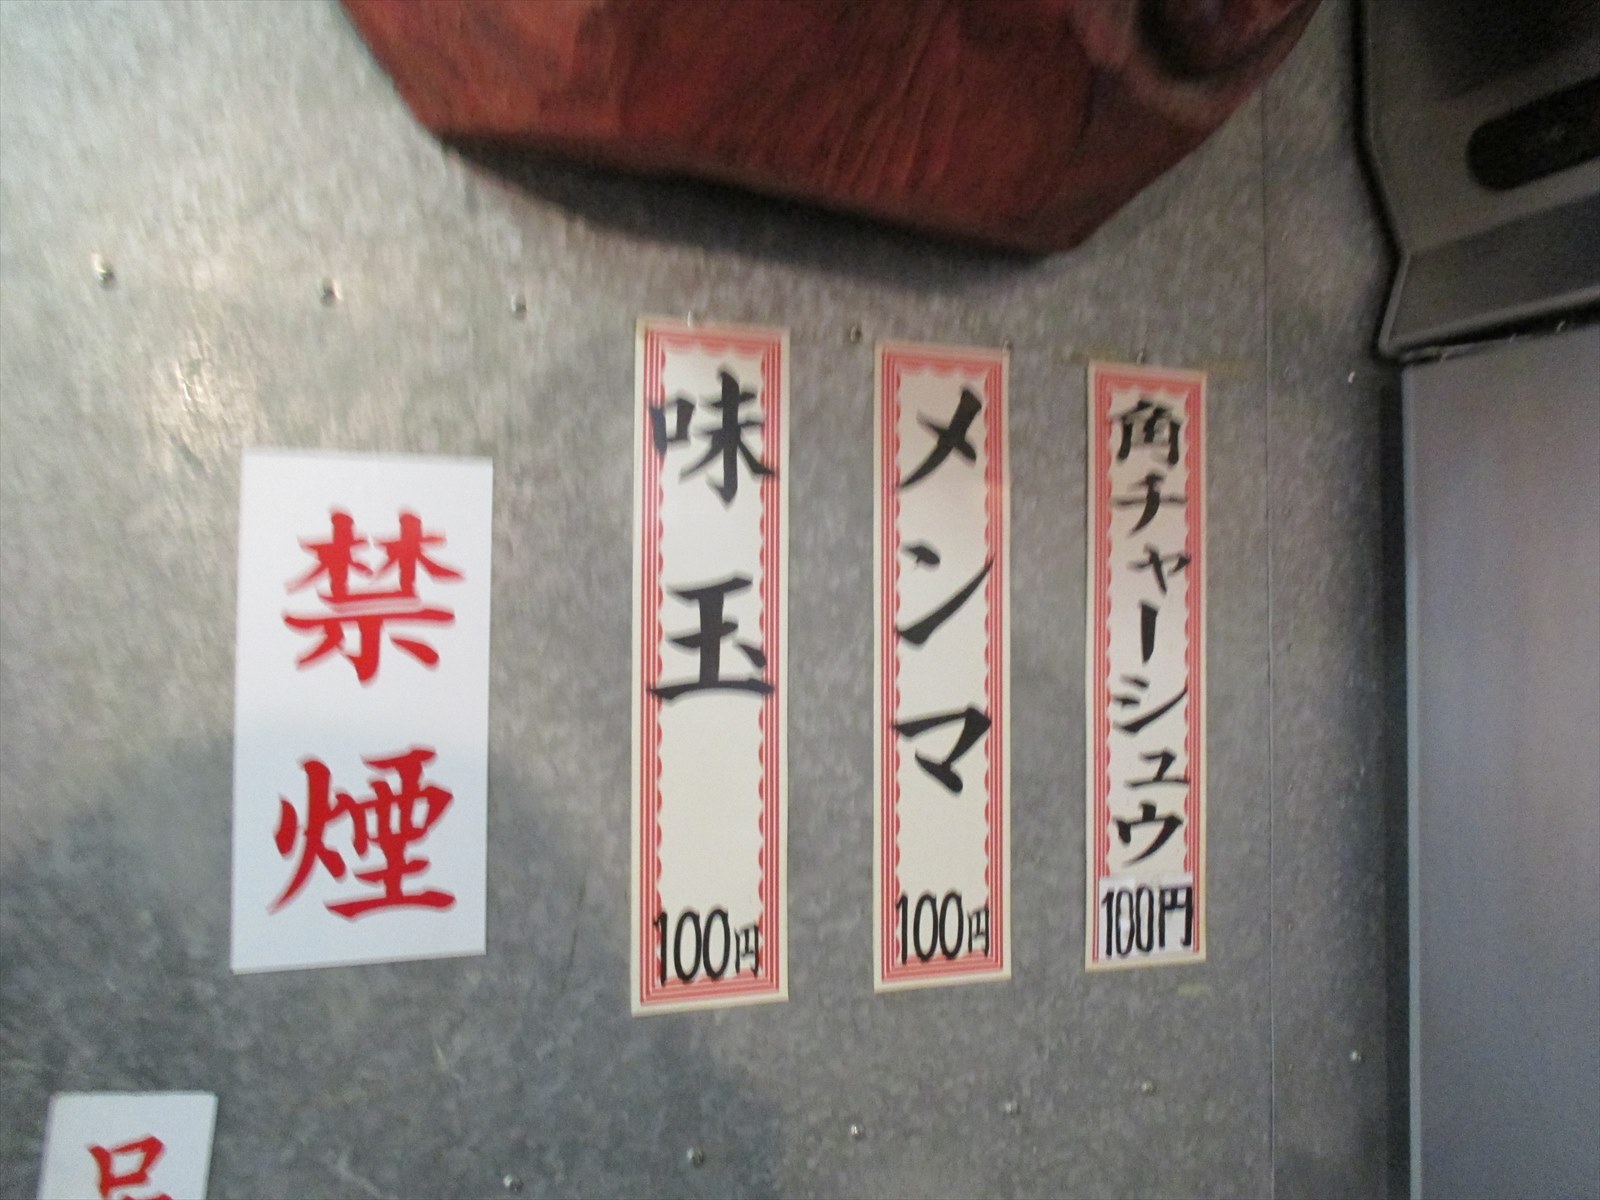 角チャーシュウ
100円
メンマ
100円
味玉
100円
禁煙